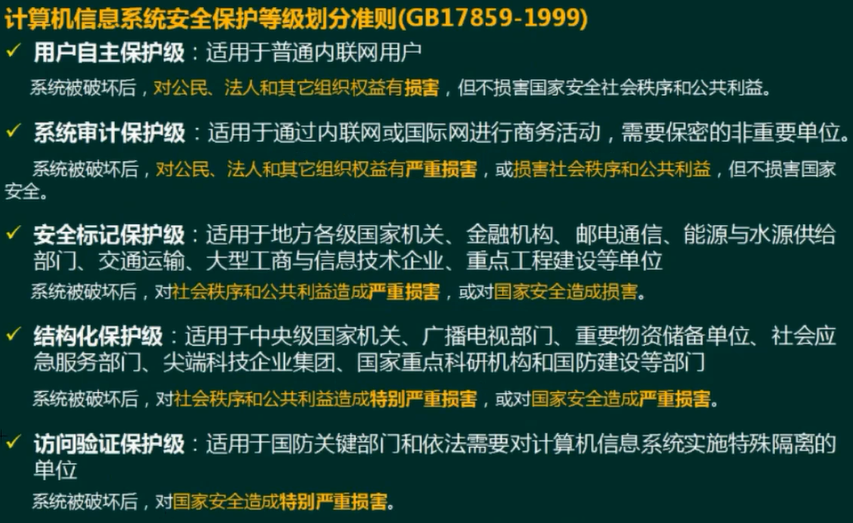 计算机信息系统安全保护等级划分准则(GB17859-1999)
✓ 用户自主保护级：适用于普通内联网用户
系统被破坏后，对公民、法人和其它组织权益有损害，但不损害国家安全社会秩序和公共利益。
✓ 系统审计保护级：适用于通过内联网或国际网进行商务活动，需要保密的非重要单位。
系统被破坏后，对公民、法人和其它组织权益有严重损害，或损害社会秩序和公共利益，但不损害国家
安全。
✓ 安全标记保护级：适用于地方各级国家机关、金融机构、邮电通信、能源与水源供给
部门、交通运输、大型工商与信息技术企业、重点工程建设等单位
系统被破坏后，对社会秩序和公共利益造成严重损害，或对国家安全造成损害。
✓ 结构化保护级：适用于中央级国家机关、广播电视部门、重要物资储备单位、社会应
急服务部门、尖端科技企业集团、国家重点科研机构和国防建设等部门
系统被破坏后，对社会秩序和公共利益造成特别严重损害，或对国家安全造成严重损害。
✓ 访问验证保护级：适用于国防关键部门和依法需要对计算机信息系统实施特殊隔离的
单位
系统被破坏后，对国家安全造成特别严重损害。